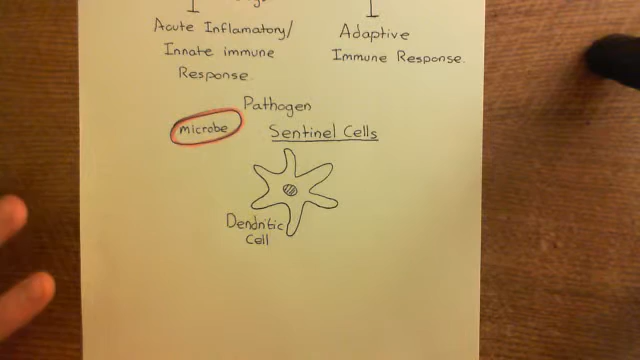 Acute Inflamatory/
Innate immune
Response.
Adaptive
Immune Response.
Pathogen
Microbe
Sentinel Cells
Dendritic
Cell